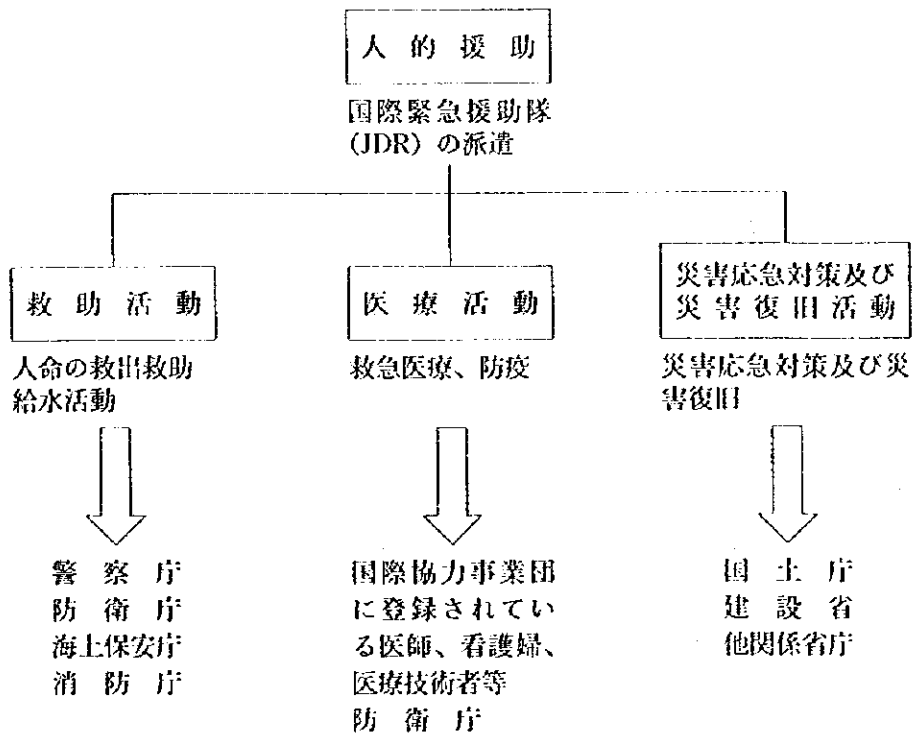 人的援助
国際緊急援助隊
(JDR) の派遣
救助活動
人命の救出救助
給水活動
警察庁
防衛庁
海上保安庁
消防庁
医療活動
救急医療、防疫
国際協力事業団
に登録されてい
る医師、看護婦、
医療技術者等
防衛庁
災害応急対策及び
災害復旧活動
災害応急対策及び災
害復旧
国土庁
建設省
他関係省庁